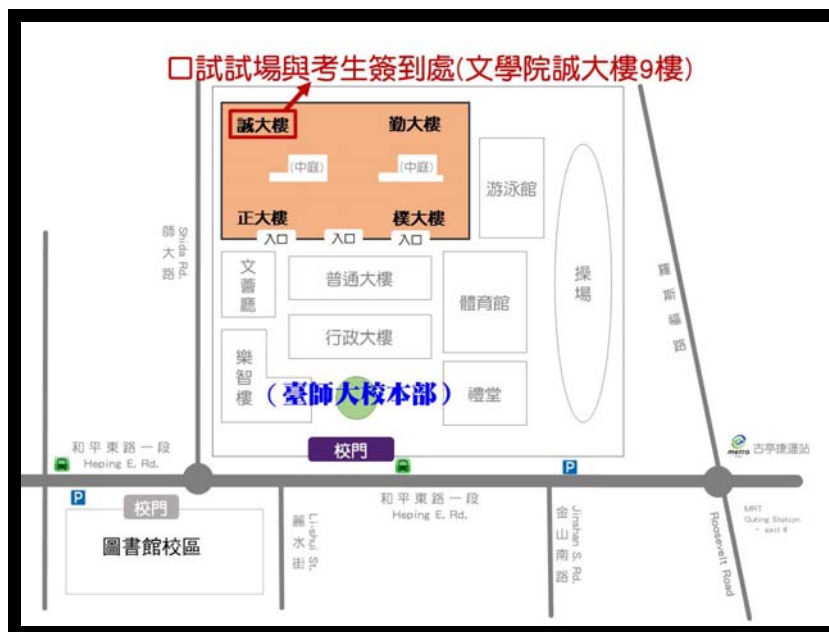 口試試場與考生簽到處(文學院誠大樓9樓)
誠大樓
勤大樓
(中庭)
(中庭)
游泳館
正大樓
樸大樓
入口
入口
入口
師大路
Shida Rd.
文薈廳
普通大樓
體育館
操場
羅斯福路
行政大樓
樂智樓
(臺師大校本部)
禮堂
和平東路一段
Heping E. Rd.
校門
metro
古亭捷運站
P
P
校門
和平東路一段
Heping E. Rd.
MRT
Guting Station
- exit 4
圖書館校區
麗水街
Li-shui St.
金山南路
Jinshan S. Rd.
Roosevelt Road